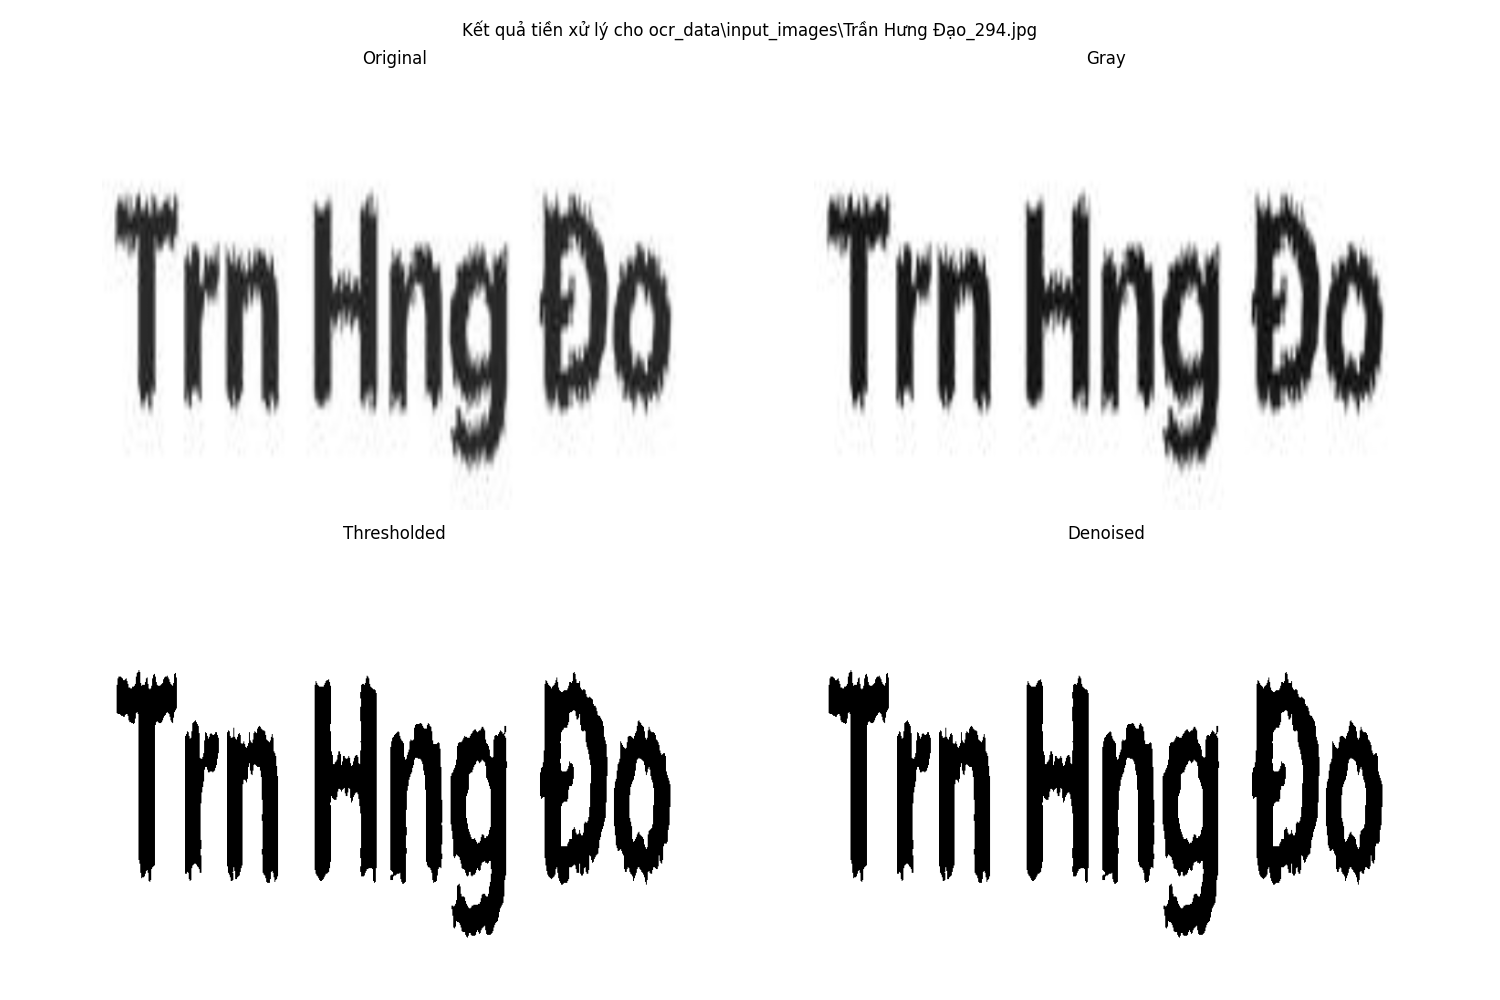 Kết quả tiền xử lý cho ocr_data\input_images\Trần Hưng Đạo_294.jpg
Original
Gray
Trn Hng Đo
Trn Hng Đo
Thresholded
Denoised
Trn Hng Đo
Trn Hng Đo